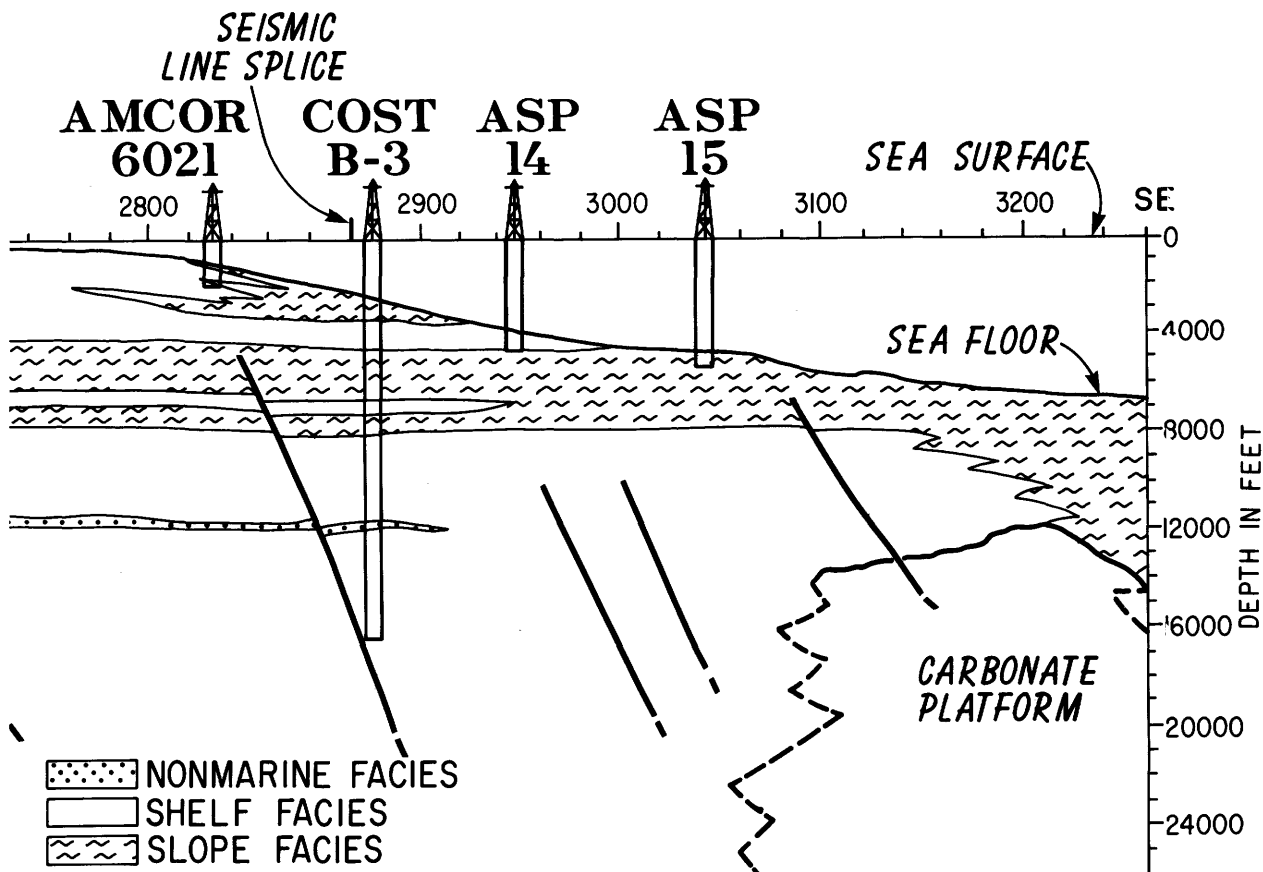 SEISMIC
LINE SPLICE
AMCOR
6021
COST
B-3
ASP
14
ASP
15
SEA SURFACE
2800
2900
3000
3100
3200
SE
0
4000
SEA FLOOR
8000
12000
16000
20000
24000
DEPTH IN FEET
CARBONATE
PLATFORM
NONMARINE FACIES
SHELF FACIES
SLOPE FACIES